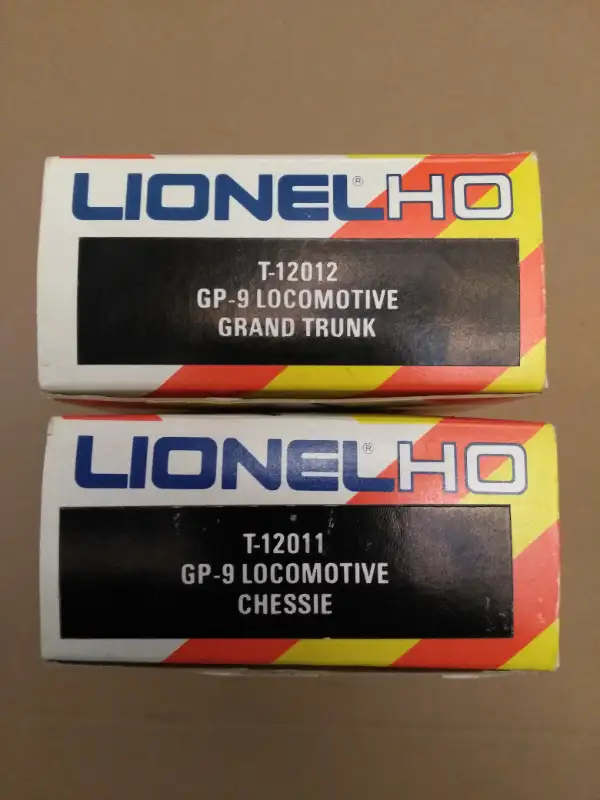 LIONEL® HO
T-12012
GP-9 LOCOMOTIVE
GRAND TRUNK
LIONEL® HO
T-12011
GP-9 LOCOMOTIVE
CHESSIE